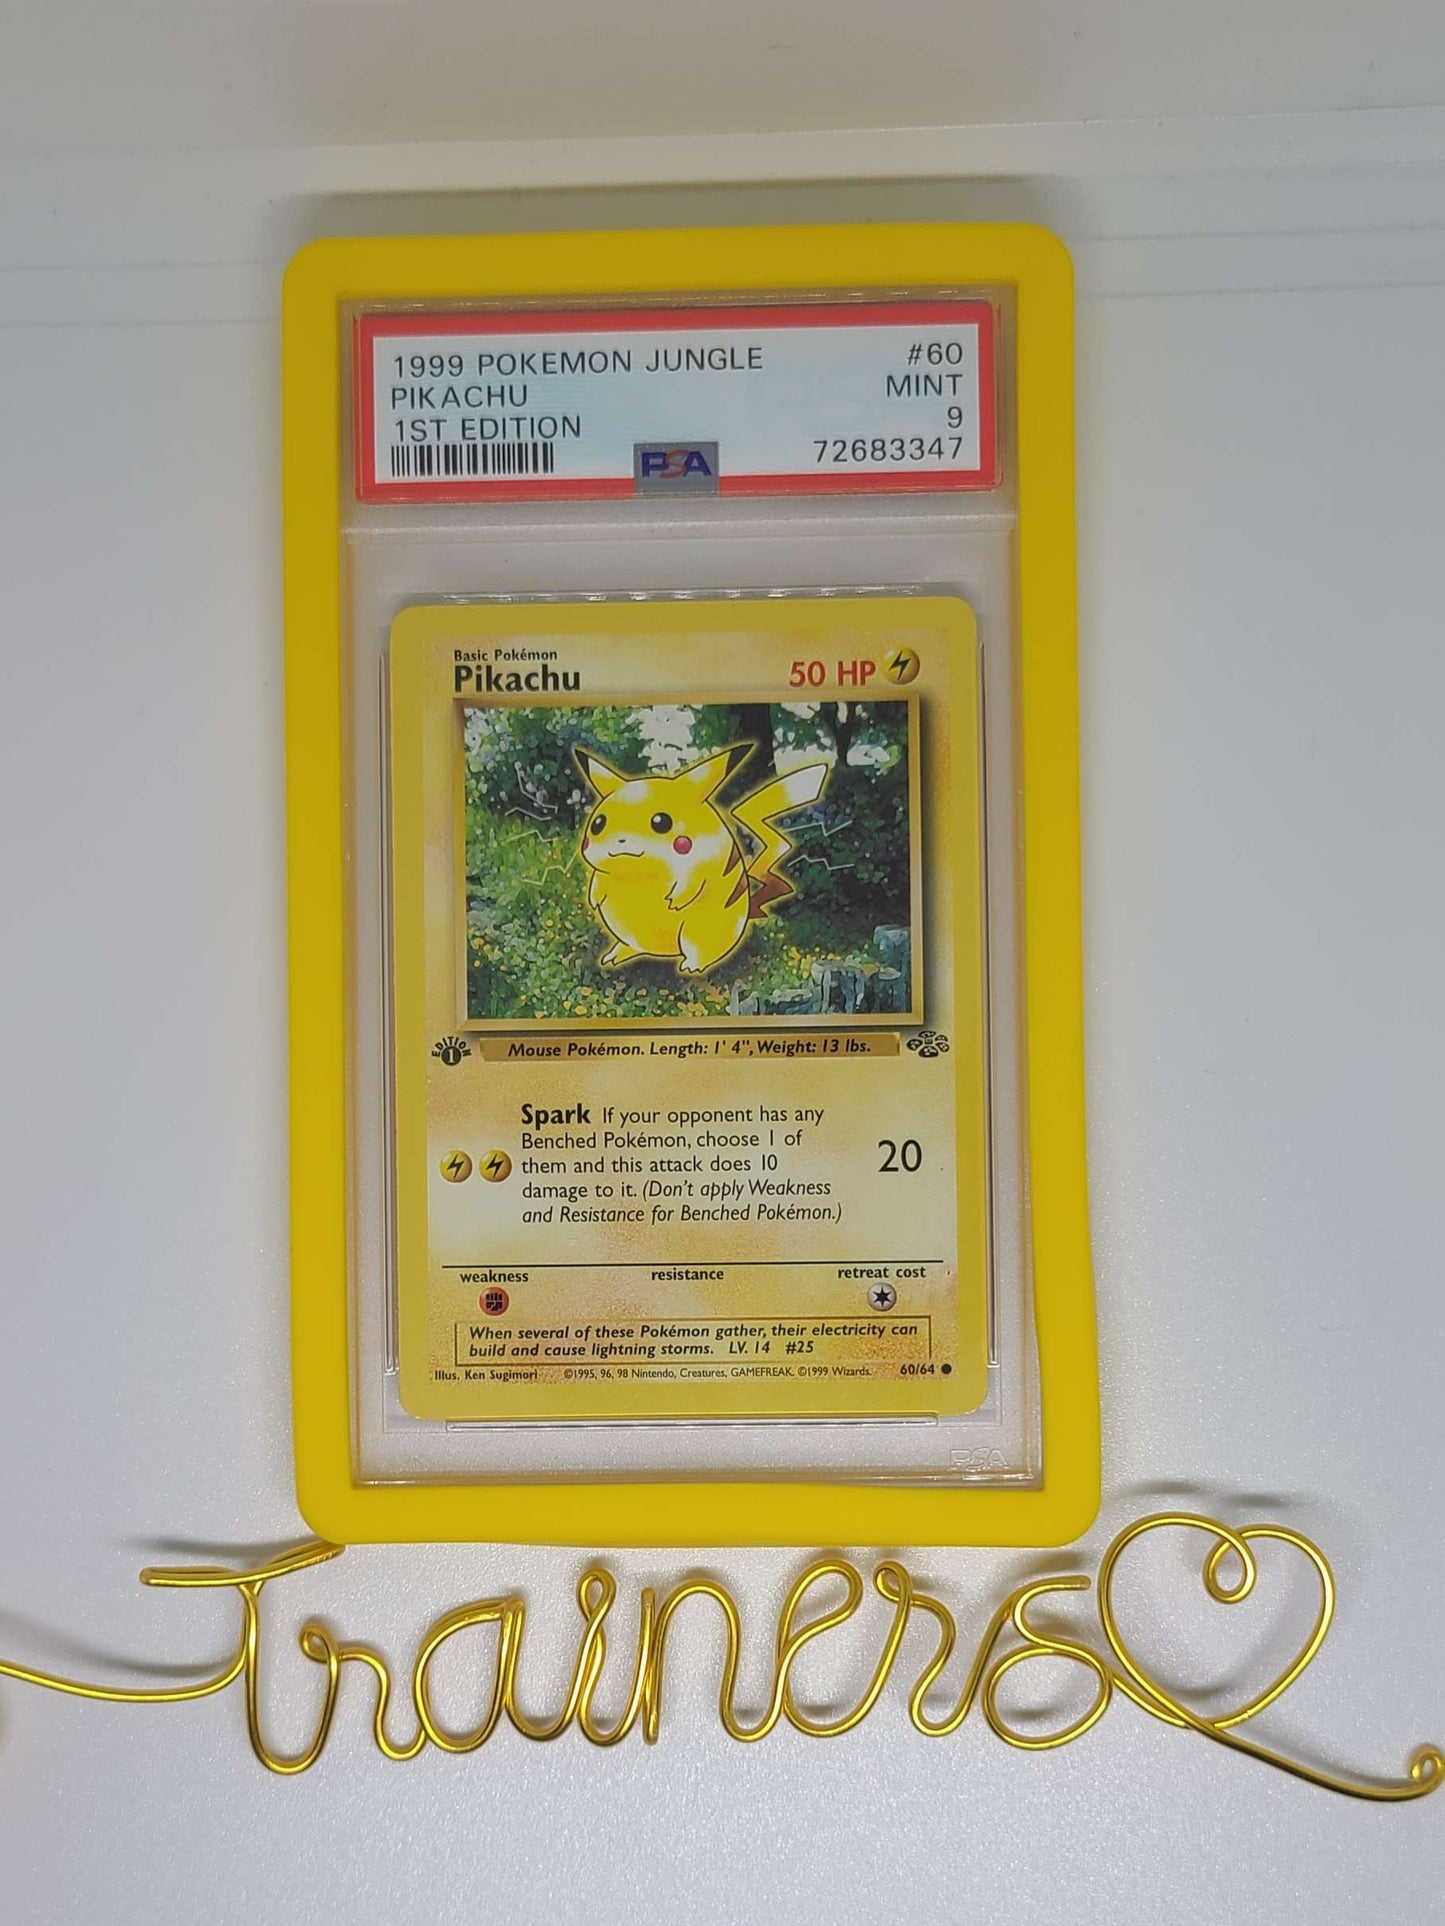 1999 POKEMON JUNGLE #60
PIKACHU MINT
1ST EDITION 9
PSA 72683347
Basic Pokémon
Pikachu 50 HP
EDITION 1 Mouse Pokémon. Length: 1' 4", Weight: 13 lbs.
Spark If your opponent has any
Benched Pokémon, choose 1 of
them and this attack does 10 20
damage to it. (Don't apply Weakness
and Resistance for Benched Pokémon.)
weakness resistance retreat cost
When several of these Pokémon gather, their electricity can
build and cause lightning storms. LV. 14 #25
Illus. Ken Sugimori ©1995, 96, 98 Nintendo, Creatures, GAMEFREAK. ©1999 Wizards. 60/64
PSA
Trainers